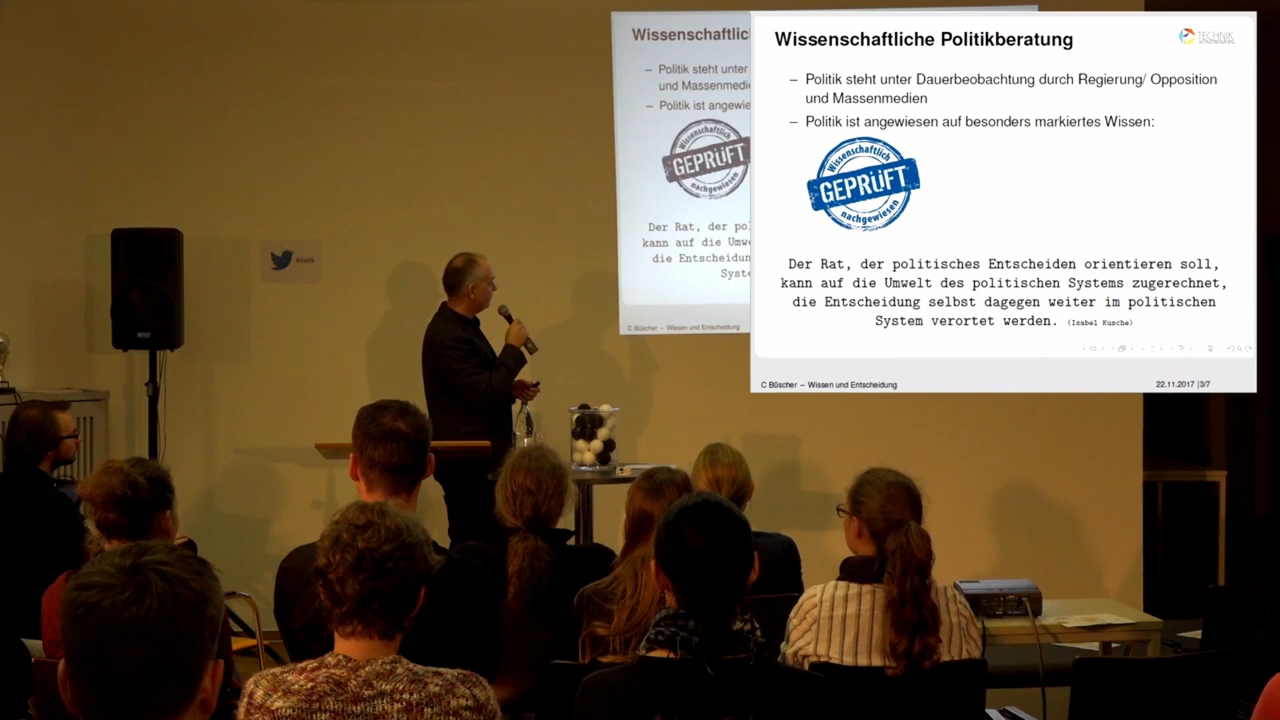 Wissenschaftlic
– Politik steht unter
und Massenmedie
– Politik ist angewie
Wissenschaftlich
GEPRÜFT
nachgewiesen
Der Rat, der po
kann auf die Umw
die Entscheidun
Syste
C Büscher – Wissen und Entscheidung
Wissenschaftliche Politikberatung
TECHNIK
– Politik steht unter Dauerbeobachtung durch Regierung/ Opposition
und Massenmedien
– Politik ist angewiesen auf besonders markiertes Wissen:
Wissenschaftlich
GEPRÜFT
nachgewiesen
Der Rat, der politisches Entscheiden orientieren soll,
kann auf die Umwelt des politischen Systems zugerechnet,
die Entscheidung selbst dagegen weiter im politischen
System verortet werden. (Isabel Kusche)
C Büscher – Wissen und Entscheidung
22.11.2017 |3/7